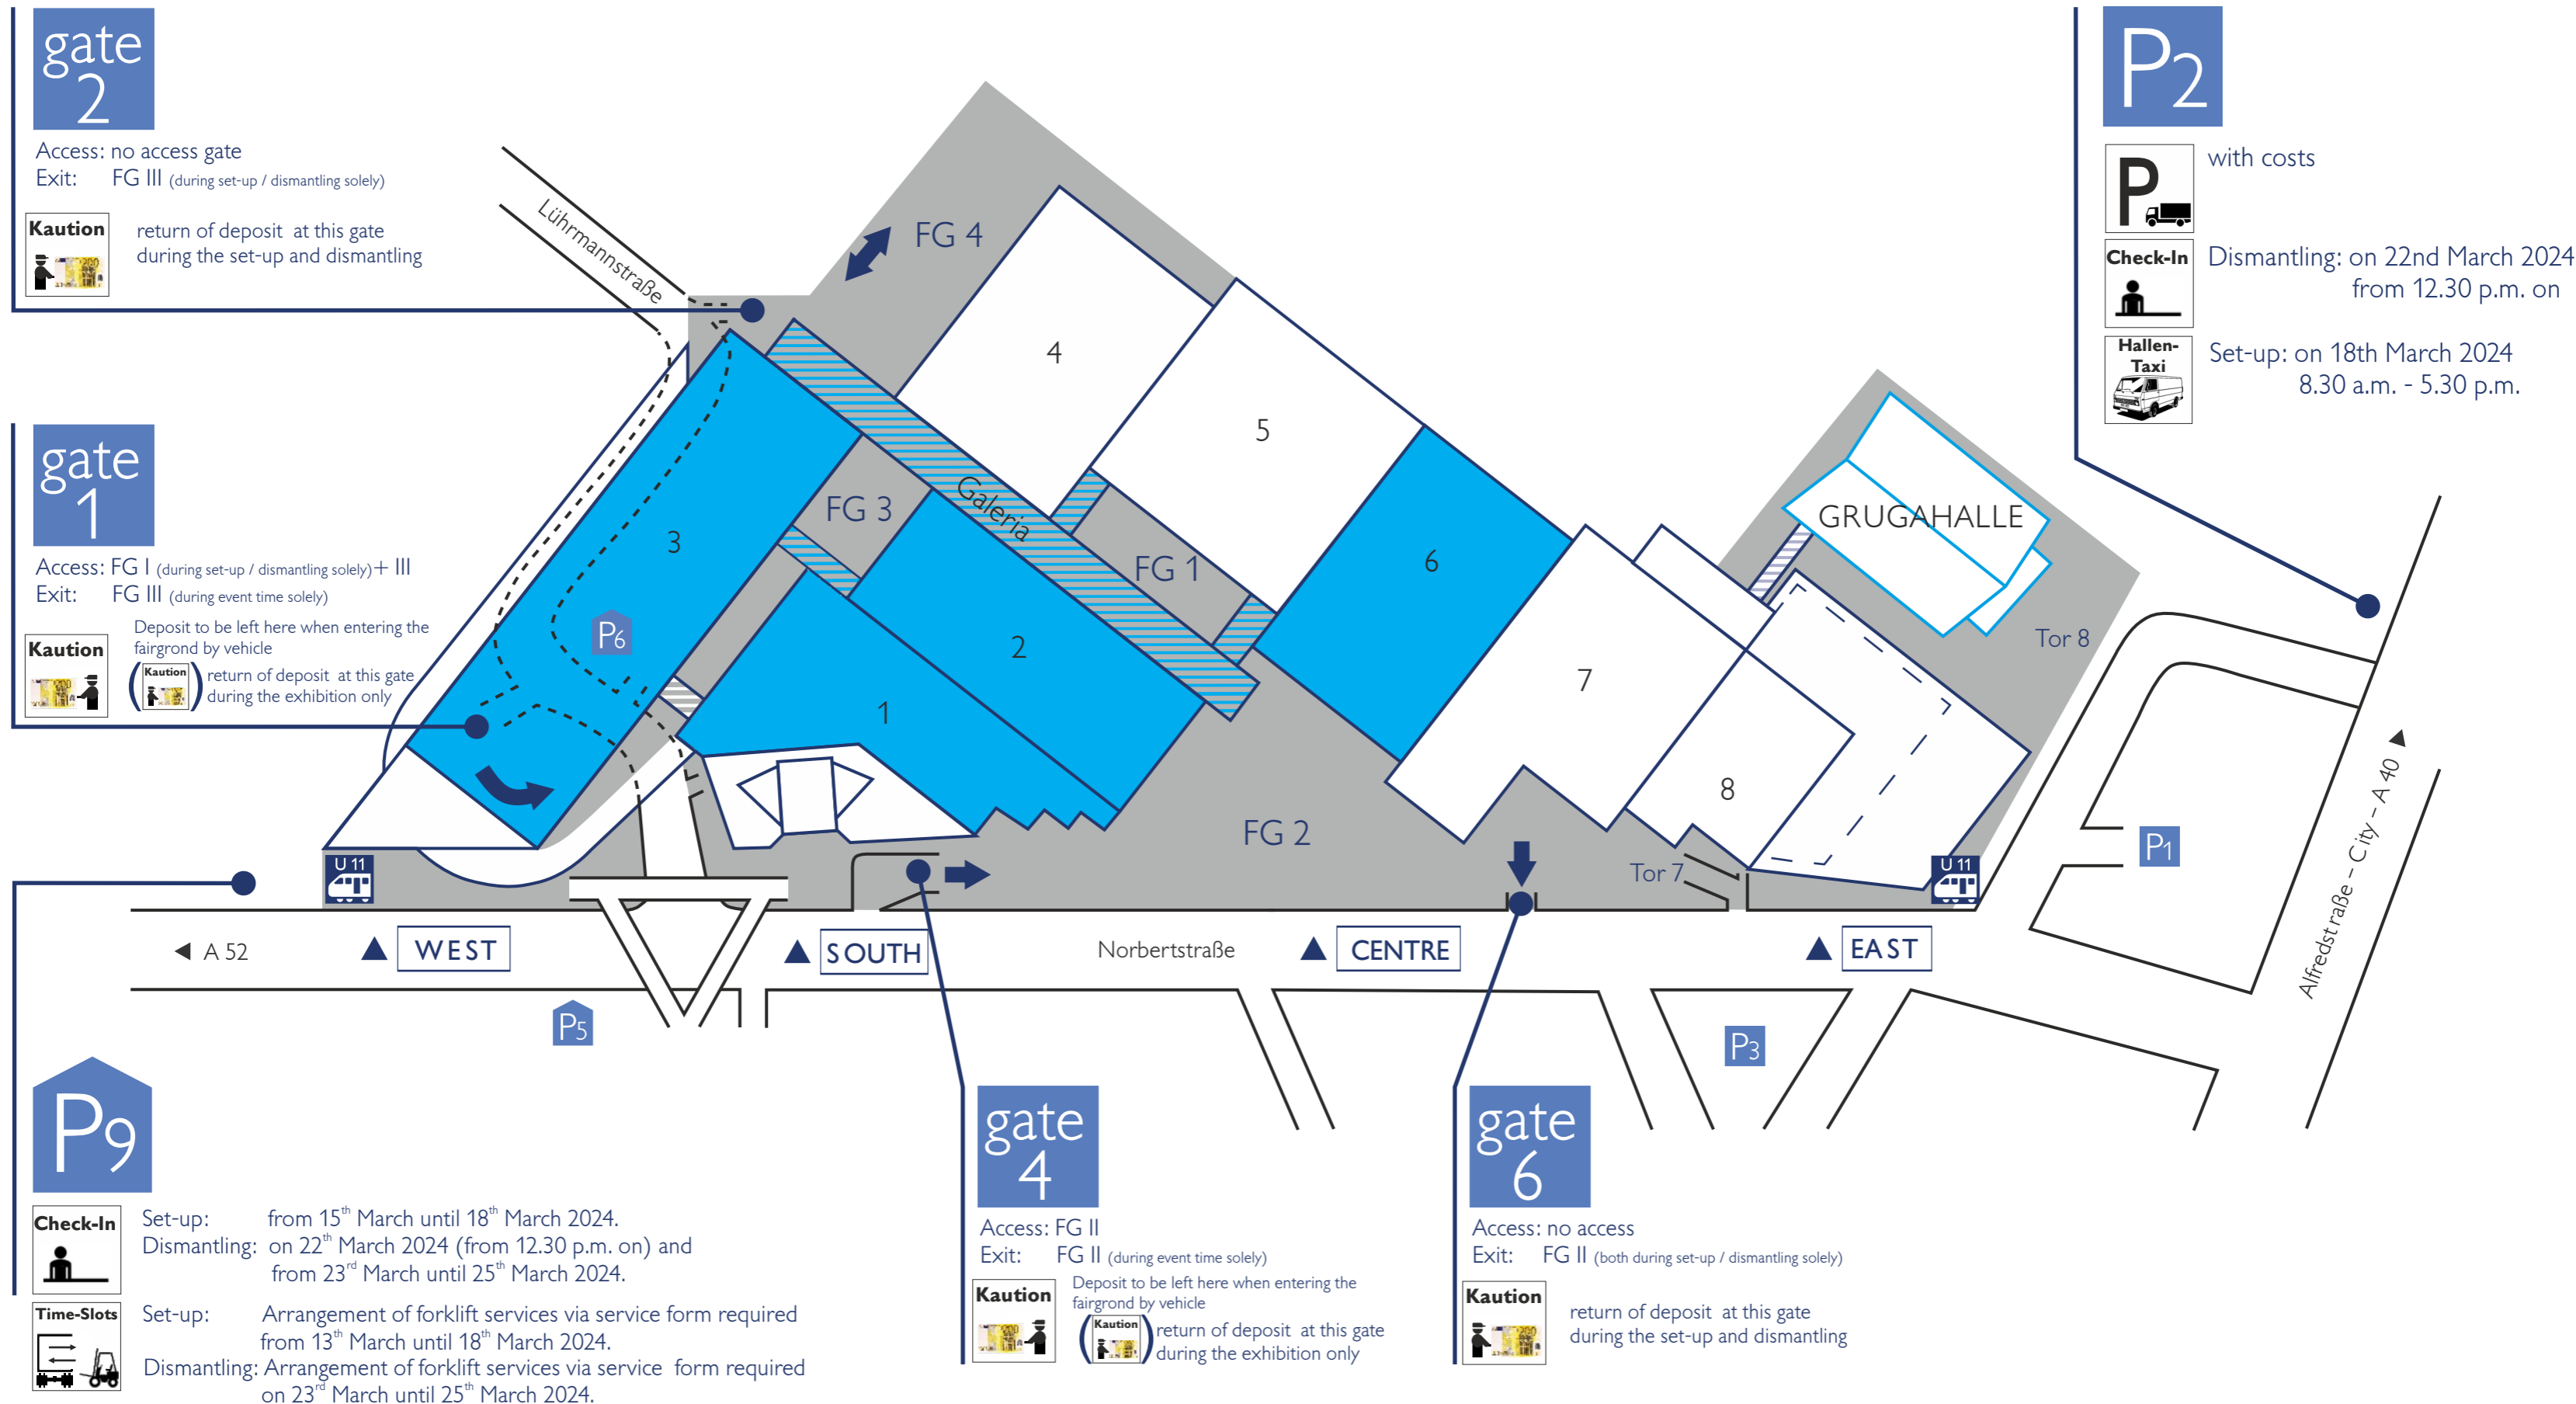 gate
2
Access: no access gate
Exit: FG III (during set-up / dismantling solely)
Kaution
return of deposit at this gate
during the set-up and dismantling
gate
1
Access: FG I (during set-up / dismantling solely)+ III
Exit: FG III (during event time solely)
Kaution
Deposit to be left here when entering the
fairgrond by vehicle
(Kaution) return of deposit at this gate
during the exhibition only
P2
P
with costs
Check-In
Dismantling: on 22nd March 2024
from 12.30 p.m. on
Hallen-
Taxi
Set-up: on 18th March 2024
8.30 a.m. - 5.30 p.m.
Lührmannstraße
FG 4
4
5
Galeria
FG 3
3
FG 1
6
2
P6
1
7
GRUGAHALLE
Tor 8
8
FG 2
Tor 7
U 11
U 11
P1
Alfredstraße – City – A 40
A 52
WEST
SOUTH
Norbertstraße
CENTRE
EAST
P5
P3
P9
Check-In
Set-up: from 15th March until 18th March 2024.
Dismantling: on 22th March 2024 (from 12.30 p.m. on) and
from 23rd March until 25th March 2024.
Time-Slots
Set-up: Arrangement of forklift services via service form required
from 13th March until 18th March 2024.
Dismantling: Arrangement of forklift services via service form required
on 23rd March until 25th March 2024.
gate
4
Access: FG II
Exit: FG II (during event time solely)
Kaution
Deposit to be left here when entering the
fairgrond by vehicle
(Kaution) return of deposit at this gate
during the exhibition only
gate
6
Access: no access
Exit: FG II (both during set-up / dismantling solely)
Kaution
return of deposit at this gate
during the set-up and dismantling